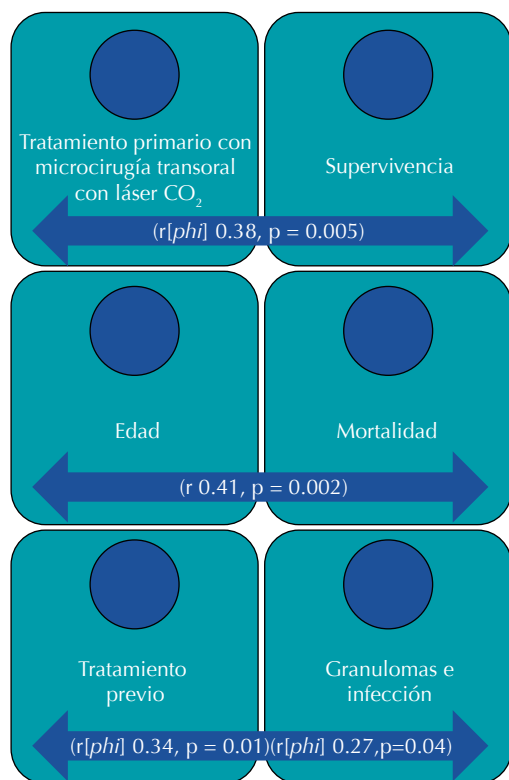 Tratamiento primario con
microcirugía transoral
con láser CO₂
Supervivencia
(r[phi] 0.38, p = 0.005)
Edad
Mortalidad
(r 0.41, p = 0.002)
Tratamiento
previo
Granulomas e
infección
(r[phi] 0.34, p = 0.01)(r[phi] 0.27,p=0.04)